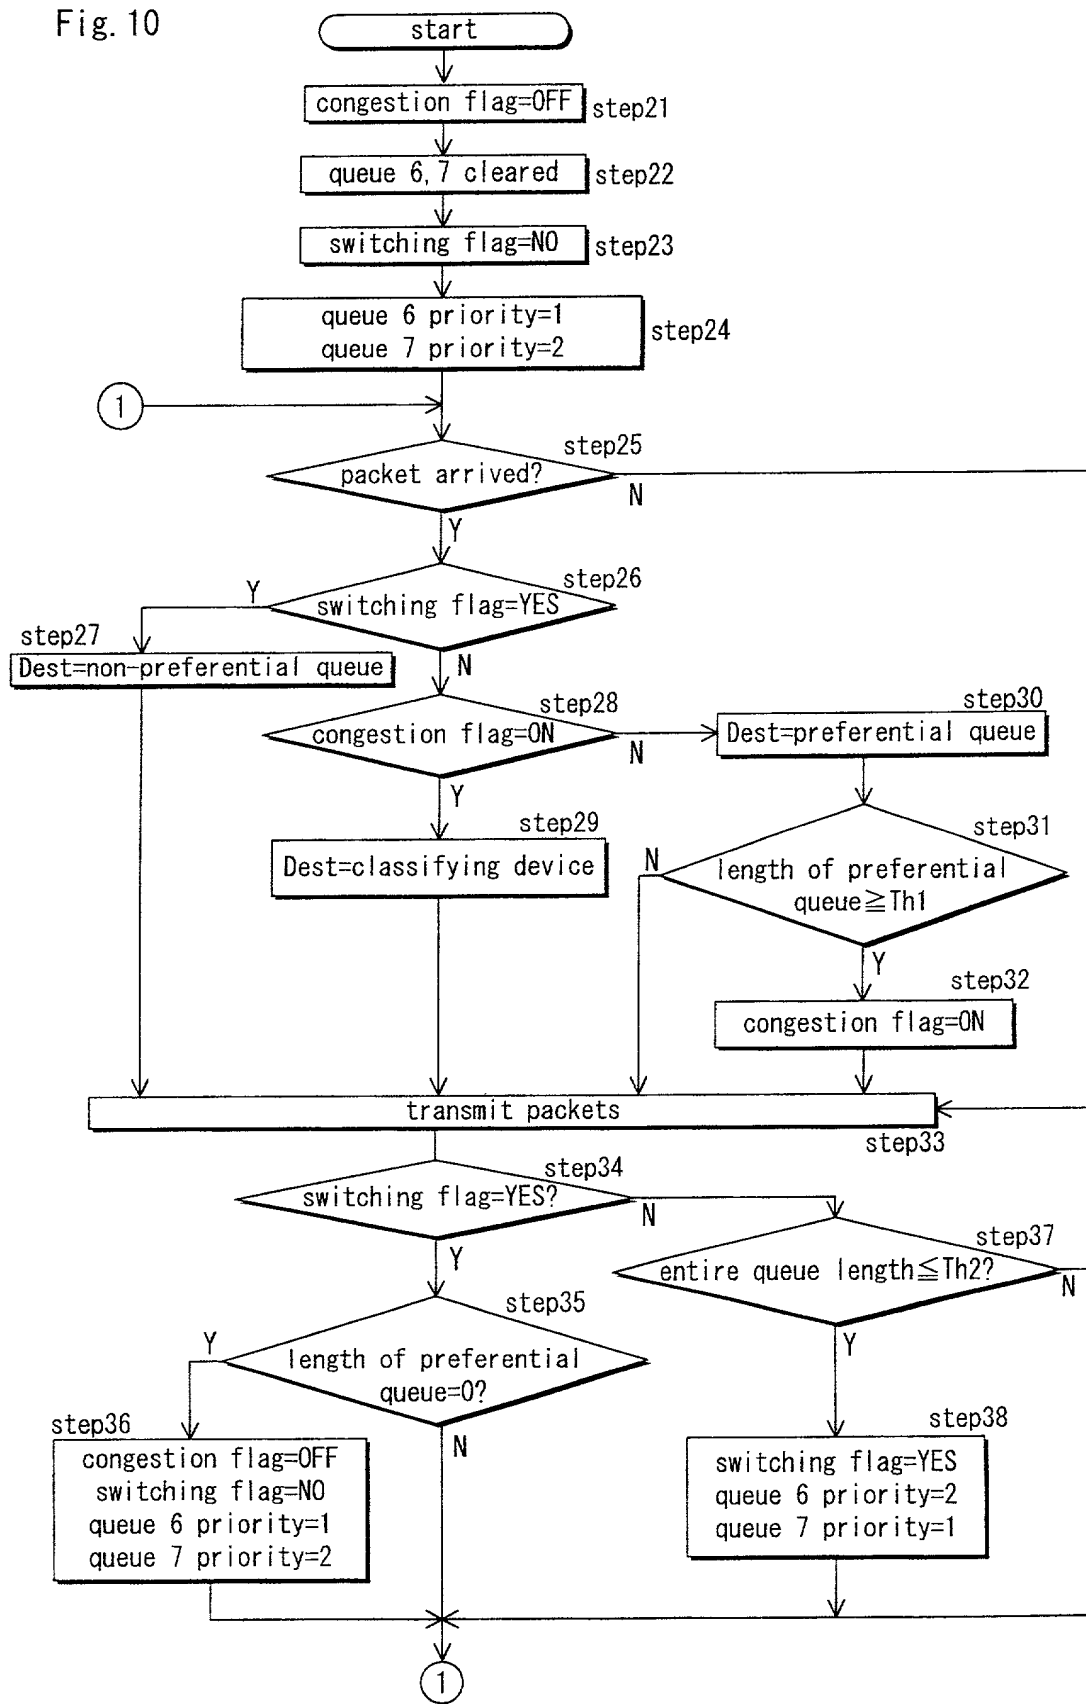 Fig. 10
start
congestion flag=OFF
step21
queue 6,7 cleared
step22
switching flag=NO
step23
queue 6 priority=1
queue 7 priority=2
step24
1
step25
packet arrived?
N
Y
step26
Y
switching flag=YES
step27
Dest=non-preferential queue
N
step28
congestion flag=ON
N
step30
Dest=preferential queue
Y
step29
Dest=classifying device
step31
N
length of preferential
queue≧Th1
Y
step32
congestion flag=ON
transmit packets
step33
step34
switching flag=YES?
N
Y
step37
entire queue length≦Th2?
N
step35
Y
length of preferential
queue=0?
Y
step36
N
step38
congestion flag=OFF
switching flag=NO
queue 6 priority=1
queue 7 priority=2
switching flag=YES
queue 6 priority=2
queue 7 priority=1
1